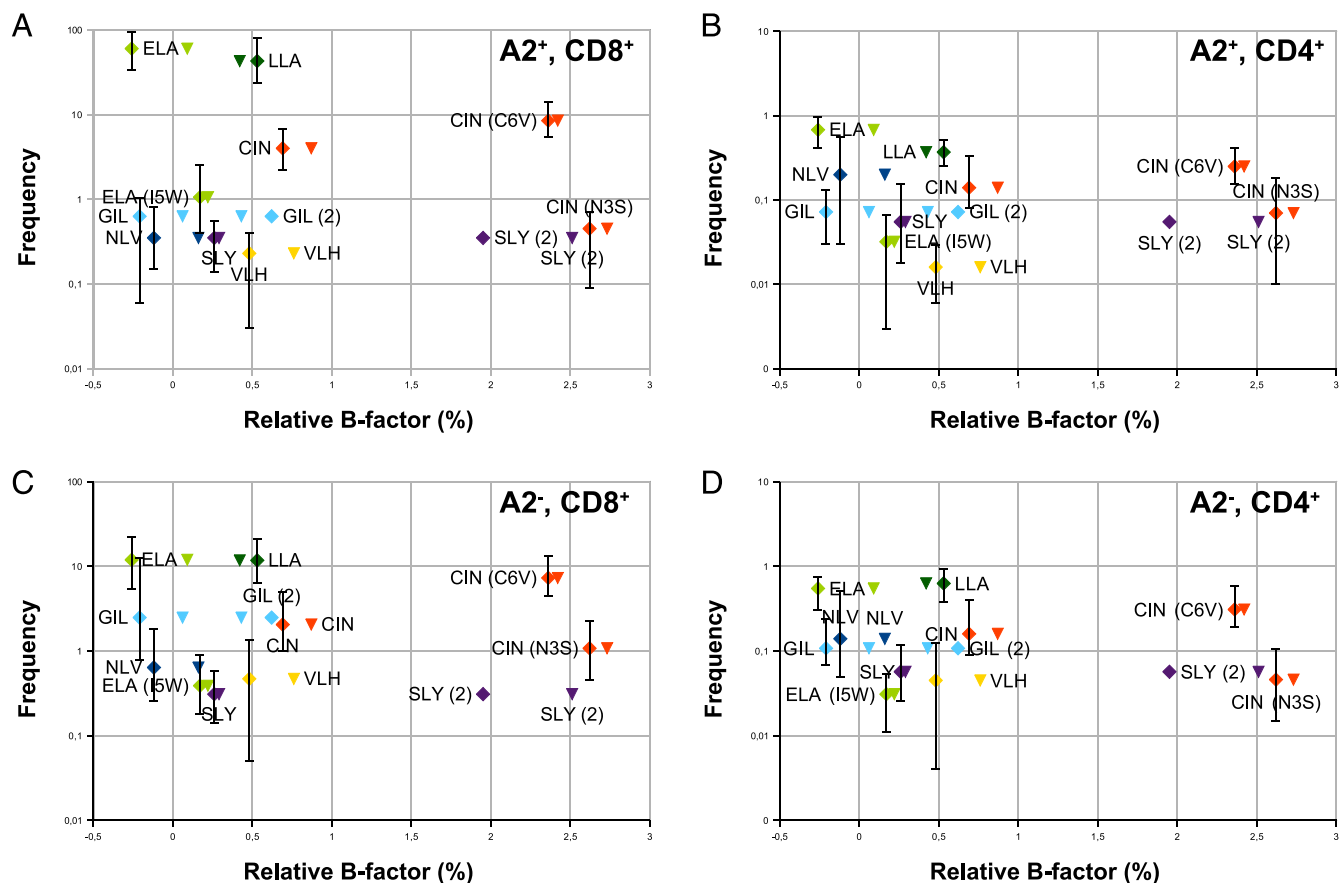 A
A2+, CD8+
Frequency
100
10
1
0,1
0,01
ELA
LLA
CIN (C6V)
CIN
ELA (I5W)
GIL
GIL (2)
CIN (N3S)
NLV
SLY
SLY (2)
SLY (2)
VLH
VLH
-0,5 0 0,5 1 1,5 2 2,5 3
Relative B-factor (%)
B
A2+, CD4+
Frequency
10
1
0,1
0,01
0
ELA
LLA
NLV
CIN (C6V)
CIN
CIN (N3S)
GIL
GIL (2)
SLY
ELA (I5W)
SLY (2)
SLY (2)
VLH
VLH
-0,5 0 0,5 1 1,5 2 2,5 3
Relative B-factor (%)
C
A2-, CD8+
Frequency
100
10
1
0,1
0,01
ELA
LLA
CIN (C6V)
GIL (2)
GIL
CIN
CIN
CIN (N3S)
NLV
ELA (I5W)
VLH
SLY
SLY (2)
SLY (2)
-0,5 0 0,5 1 1,5 2 2,5 3
Relative B-factor (%)
D
A2-, CD4+
Frequency
10
1
0,1
0,01
0
ELA
LLA
CIN (C6V)
NLV
NLV
CIN
GIL
GIL (2)
SLY
SLY (2)
ELA (I5W)
VLH
CIN (N3S)
-0,5 0 0,5 1 1,5 2 2,5 3
Relative B-factor (%)